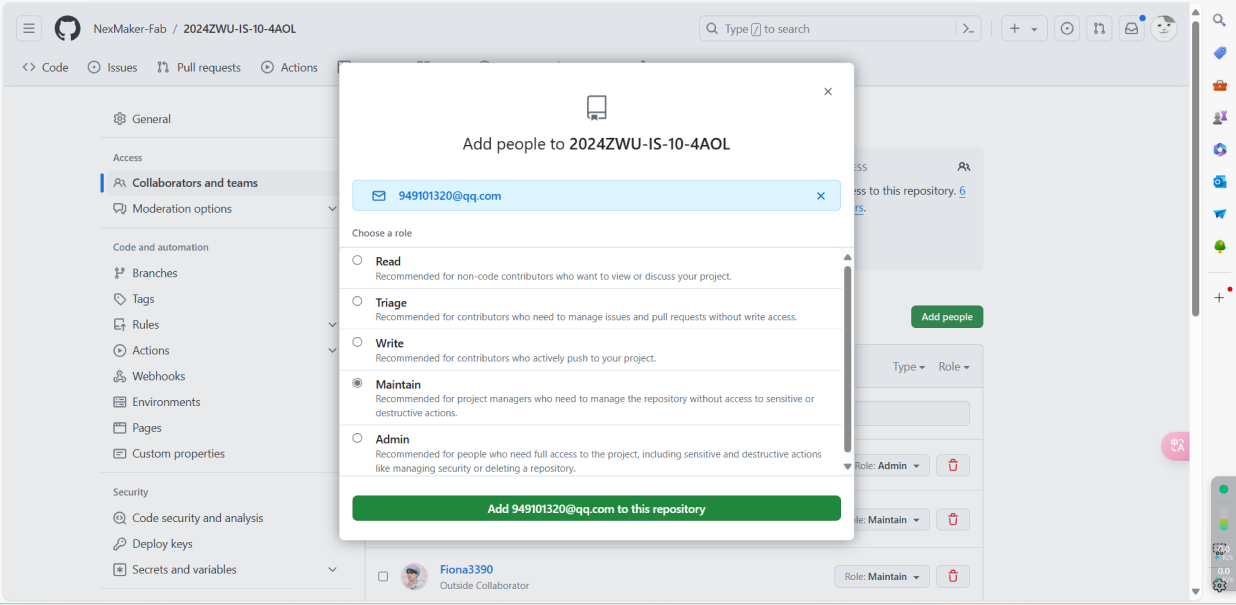 NexMaker-Fab / 2024ZWU-IS-10-4AOL
Type / to search
Code Issues Pull requests Actions
General
Access
Collaborators and teams
Moderation options
Code and automation
Branches
Tags
Rules
Actions
Webhooks
Environments
Pages
Custom properties
Security
Code security and analysis
Deploy keys
Secrets and variables
Add people to 2024ZWU-IS-10-4AOL
949101320@qq.com
Choose a role
Read
Recommended for non-code contributors who want to view or discuss your project.
Triage
Recommended for contributors who need to manage issues and pull requests without write access.
Write
Recommended for contributors who actively push to your project.
Maintain
Recommended for project managers who need to manage the repository without access to sensitive or
destructive actions.
Admin
Recommended for people who need full access to the project, including sensitive and destructive actions
like managing security or deleting a repository.
Add 949101320@qq.com to this repository
to this repository. 6
Add people
Type Role
Role: Admin
Maintain
Fiona3390
Outside Collaborator
Role: Maintain